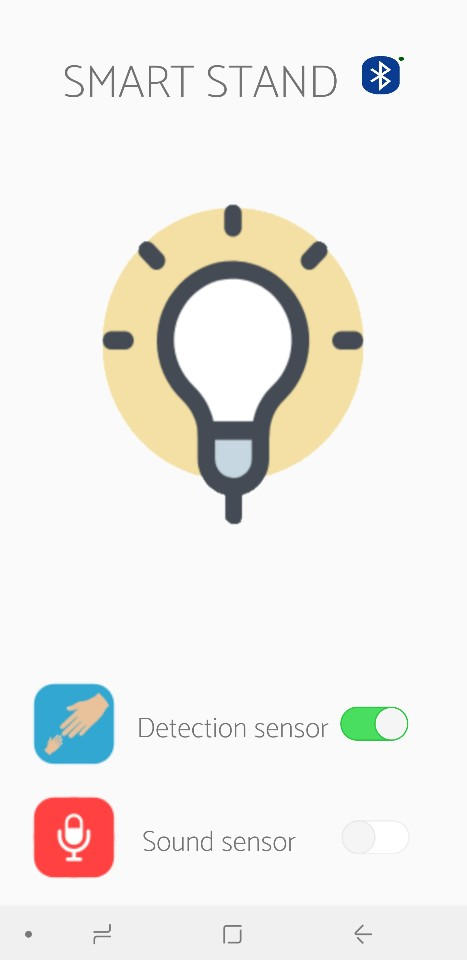 SMART STAND
Detection sensor
Sound sensor